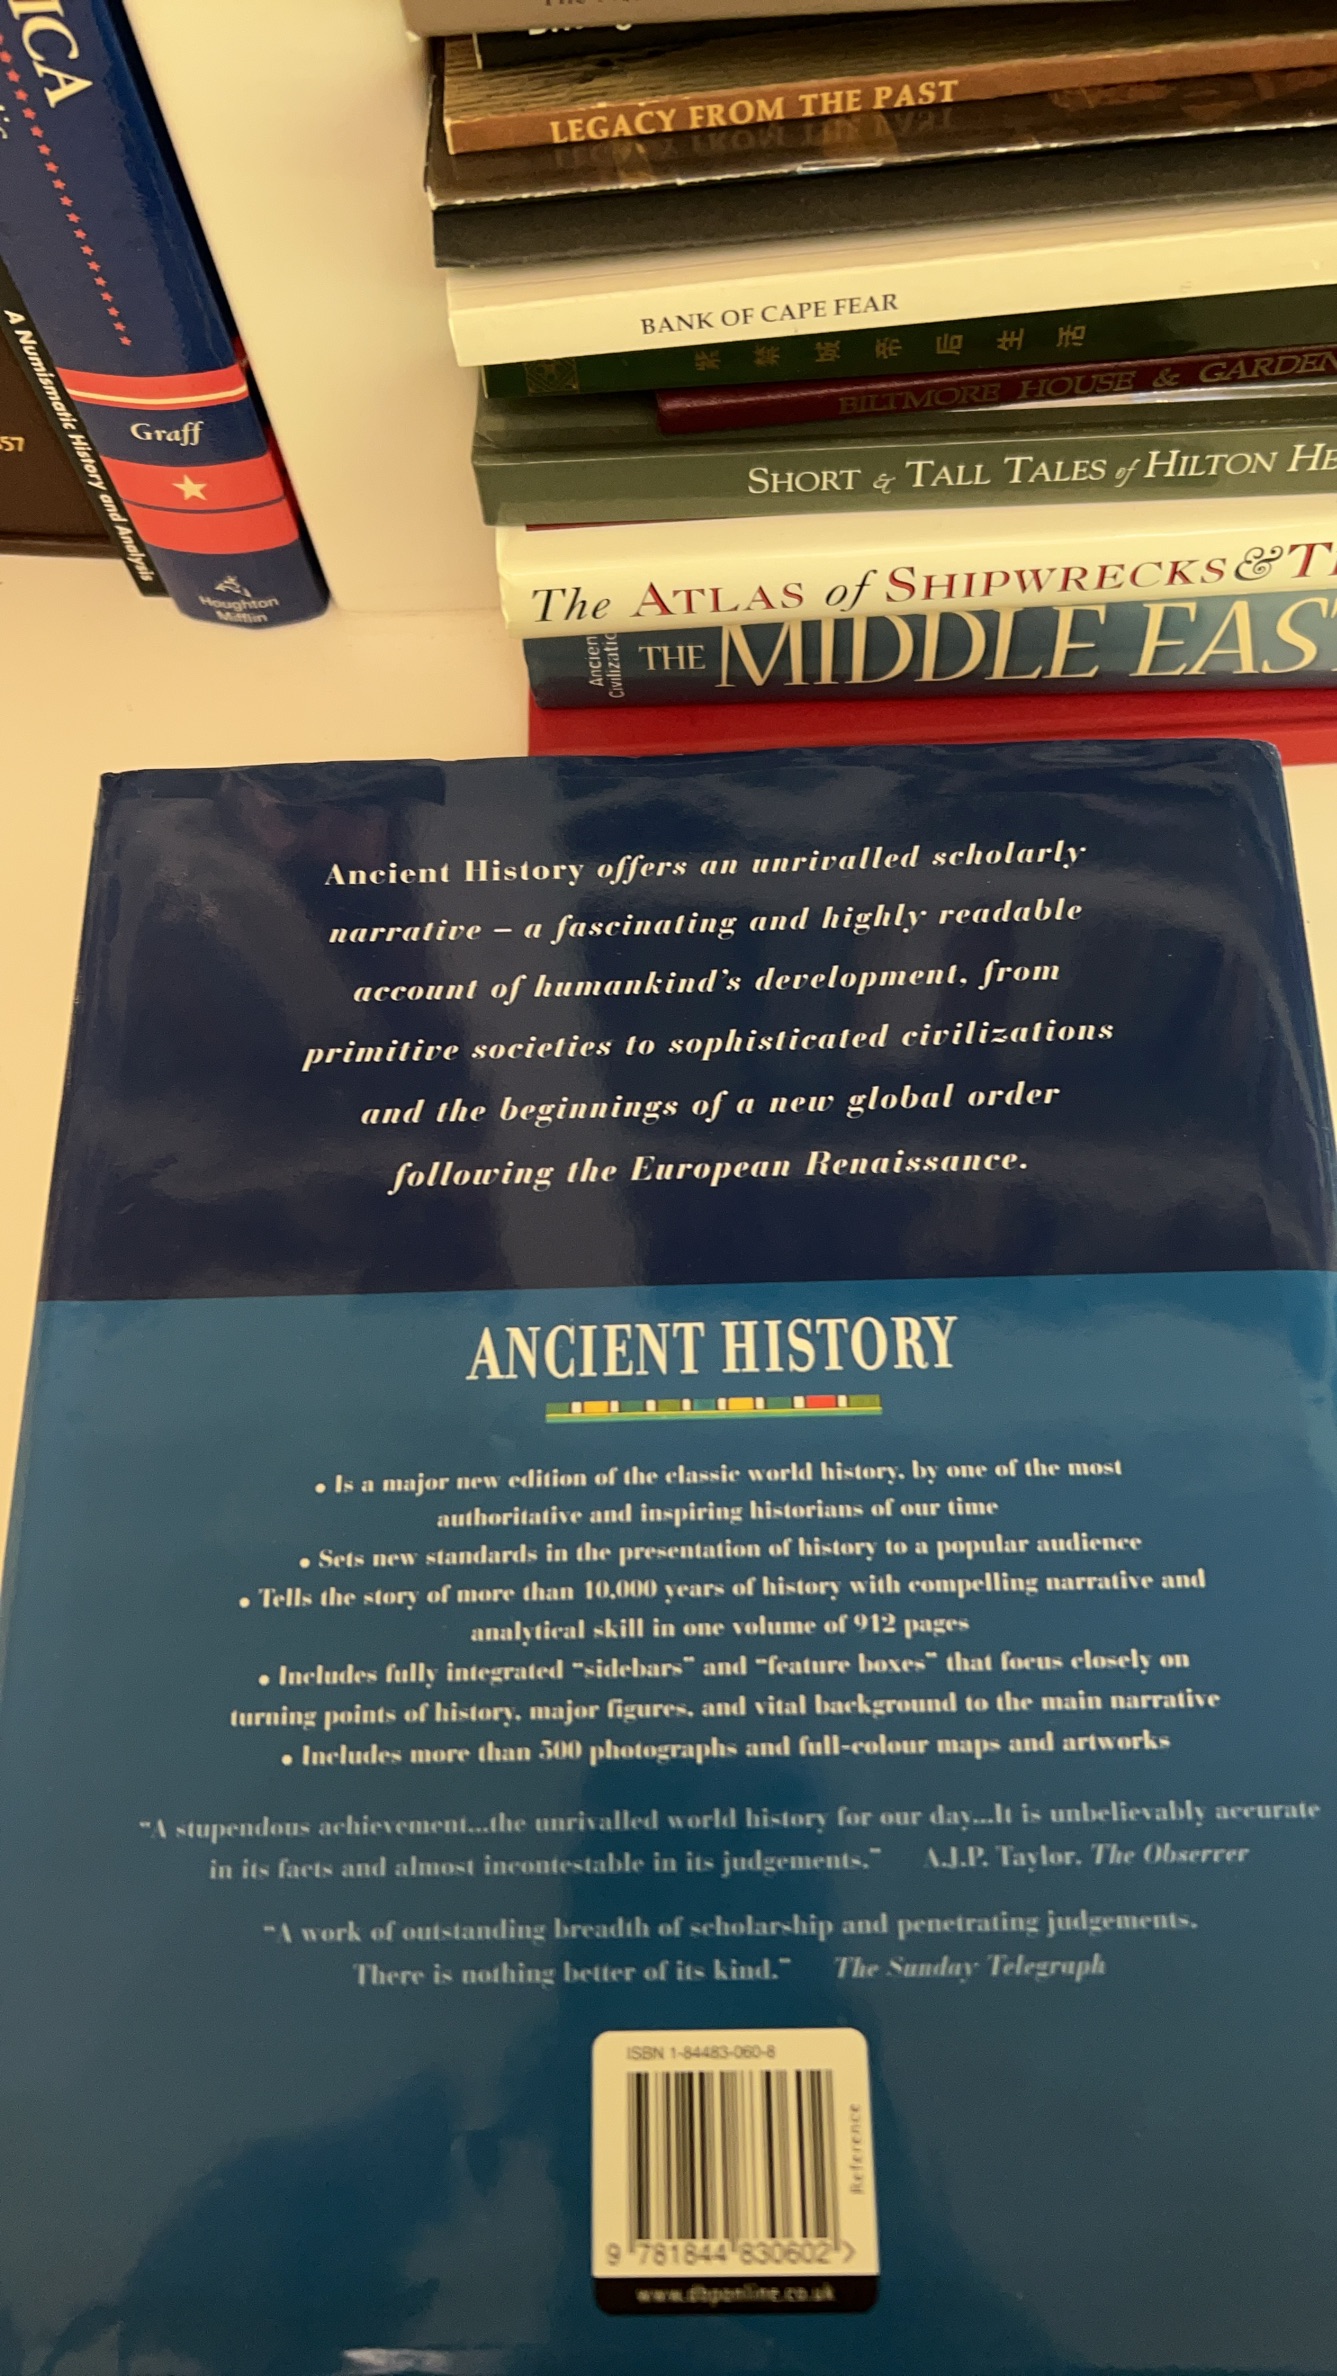 ICA
A Numismatic History and Analysis
57
Graff
Houghton
Mifflin
LEGACY FROM THE PAST
BANK OF CAPE FEAR
紫禁城帝后生活
BILTMORE HOUSE & GARDEN
SHORT & TALL TALES of HILTON HE
The ATLAS of SHIPWRECKS & T
Ancien
Civilizatio
THE MIDDLE EAST
Ancient History offers an unrivalled scholarly
narrative – a fascinating and highly readable
account of humankind's development, from
primitive societies to sophisticated civilizations
and the beginnings of a new global order
following the European Renaissance.
ANCIENT HISTORY
• Is a major new edition of the classic world history, by one of the most
authoritative and inspiring historians of our time
• Sets new standards in the presentation of history to a popular audience
• Tells the story of more than 10,000 years of history with compelling narrative and
analytical skill in one volume of 912 pages
• Includes fully integrated "sidebars" and "feature boxes" that focus closely on
turning points of history, major figures, and vital background to the main narrative
• Includes more than 500 photographs and full-colour maps and artworks
"A stupendous achievement...the unrivalled world history for our day...It is unbelievably accurate
in its facts and almost incontestable in its judgements." A.J.P. Taylor, The Observer
"A work of outstanding breadth of scholarship and penetrating judgements.
There is nothing better of its kind." The Sunday Telegraph
ISBN 1-84483-060-8
Reference
9 781844 830602 >
www.dbponline.co.uk